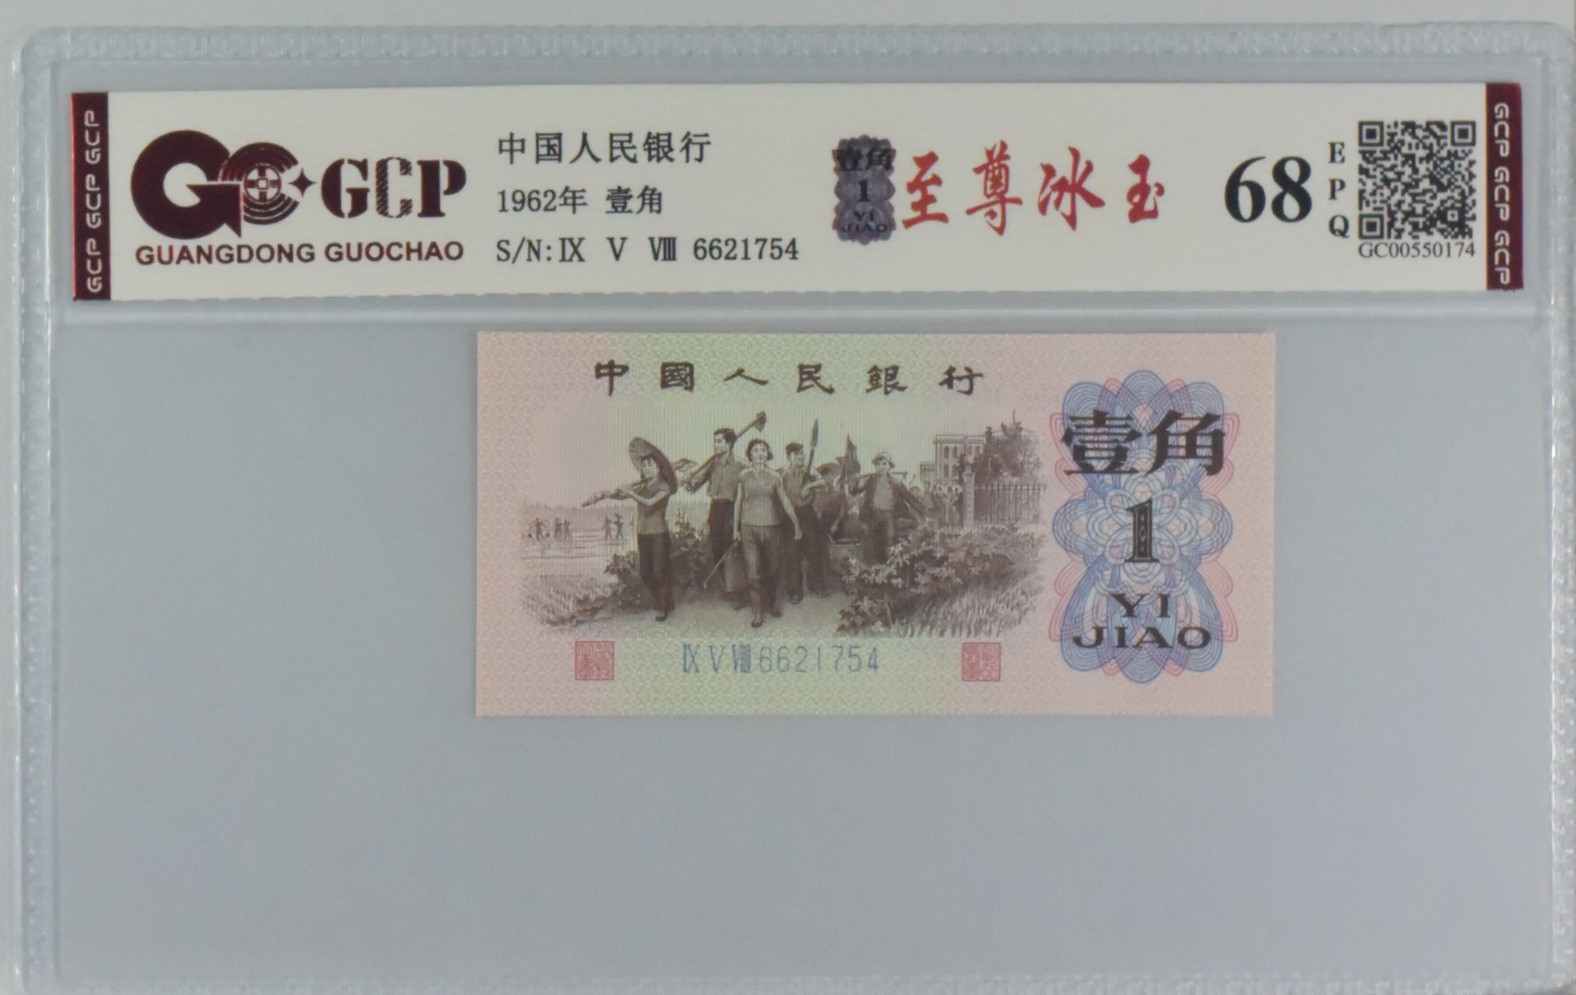 GCP GCP GCP
GCP
GUANGDONG GUOCHAO
中国人民银行
1962年 壹角
S/N: Ⅸ Ⅴ Ⅷ 6621754
壹角
1
YI
JIAO
至尊冰玉
68
EPQ
GC00550174
GCP GCP GCP
中國人民銀行
壹角
1
YI
JIAO
Ⅸ Ⅴ Ⅷ 6621754